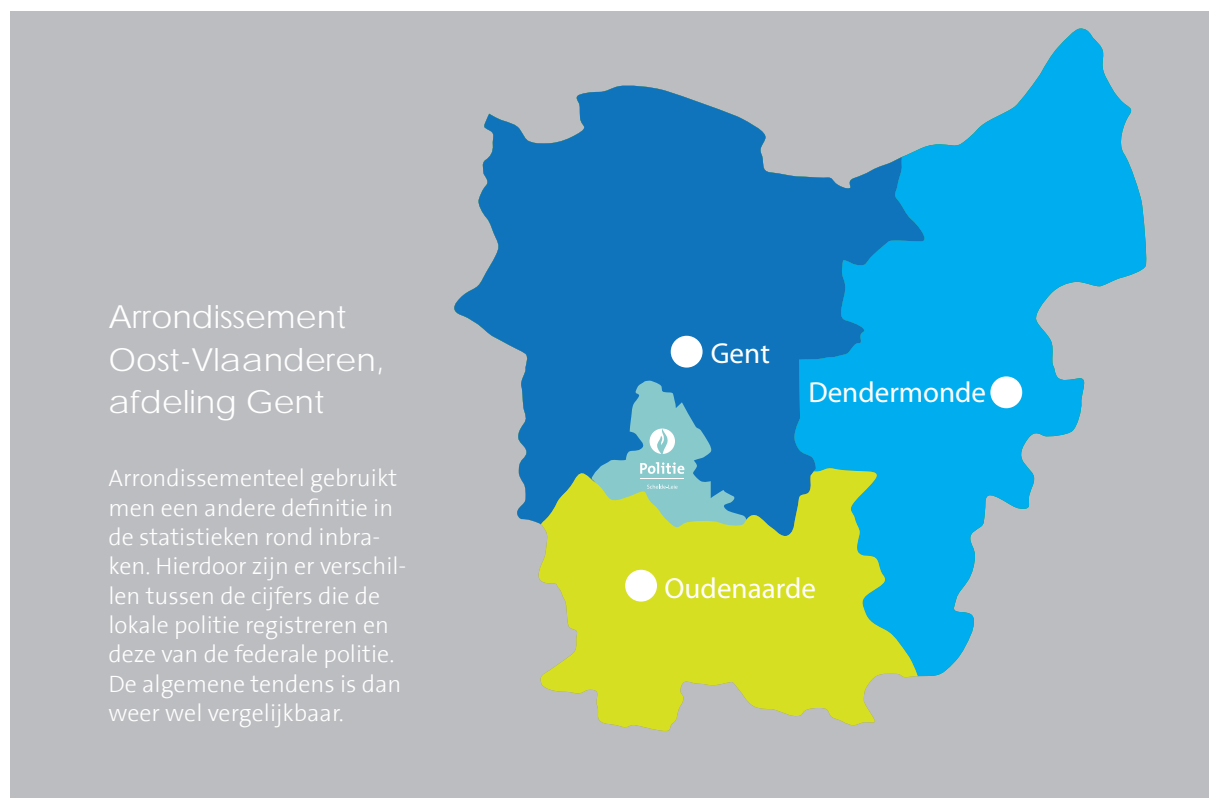 Arrondissement
Oost-Vlaanderen,
afdeling Gent
Arrondissementeel gebruikt
men een andere definitie in
de statistieken rond inbra-
ken. Hierdoor zijn er verschil-
len tussen de cijfers die de
lokale politie registreren en
deze van de federale politie.
De algemene tendens is dan
weer wel vergelijkbaar.
Gent
Dendermonde
Politie
Schelde-Leie
Oudenaarde